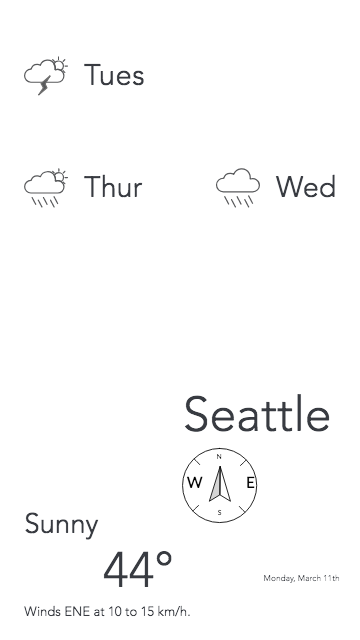 Tues
Thur
Wed
Seattle
N
W E
S
Sunny
44°
Monday, March 11th
Winds ENE at 10 to 15 km/h.